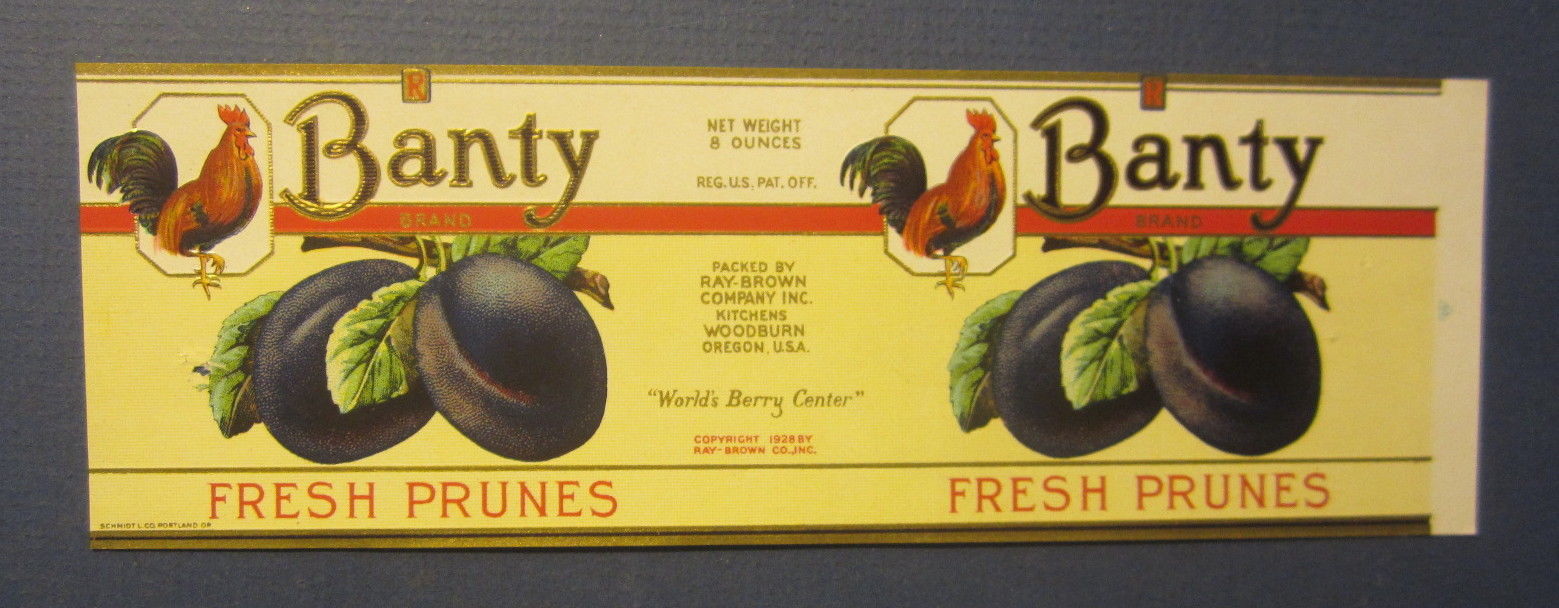 R
Banty
BRAND
FRESH PRUNES
SCHMIDT L. CO. PORTLAND OR
NET WEIGHT
8 OUNCES
REG. U.S. PAT. OFF.
PACKED BY
RAY-BROWN
COMPANY INC.
KITCHENS
WOODBURN
OREGON, U.S.A.
"World's Berry Center"
COPYRIGHT 1928 BY
RAY-BROWN CO., INC.
R
Banty
BRAND
FRESH PRUNES